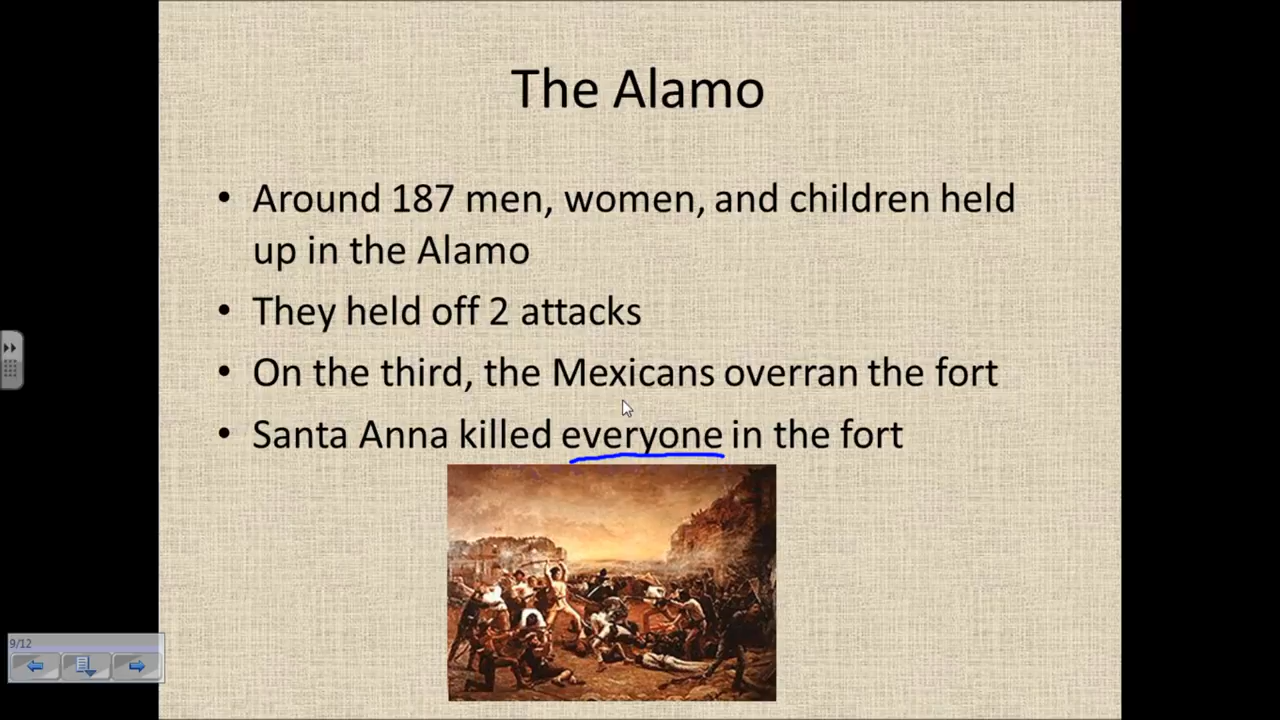 The Alamo
• Around 187 men, women, and children held
up in the Alamo
• They held off 2 attacks
• On the third, the Mexicans overran the fort
• Santa Anna killed everyone in the fort
9/12